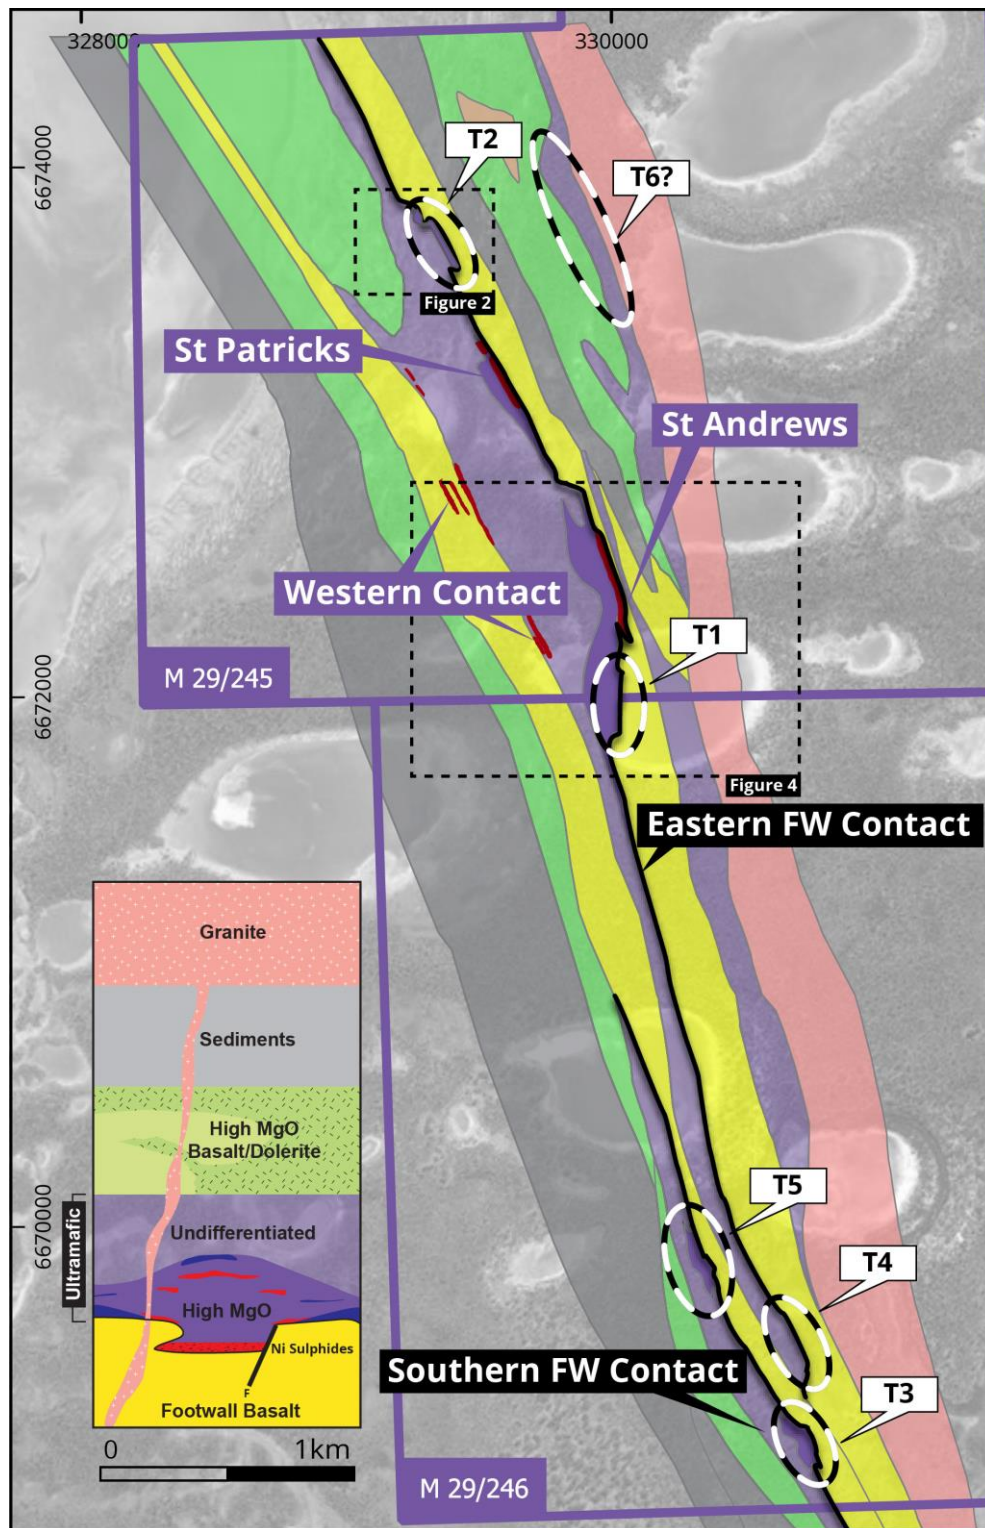 328000
330000
6674000
6672000
6670000
T2
T6?
Figure 2
St Patricks
St Andrews
Western Contact
T1
M 29/245
Figure 4
Eastern FW Contact
Granite
Sediments
High MgO
Basalt/Dolerite
Undifferentiated
Ultramafic
High MgO
Ni Sulphides
F
Footwall Basalt
0 1km
T5
T4
Southern FW Contact
T3
M 29/246